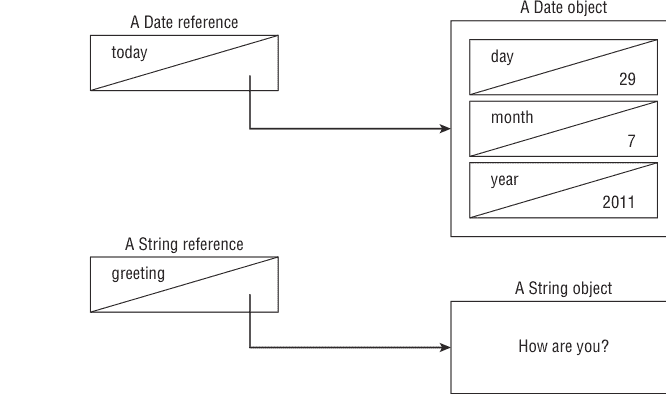 A Date reference
today
A Date object
day
29
month
7
year
2011
A String reference
greeting
A String object
How are you?